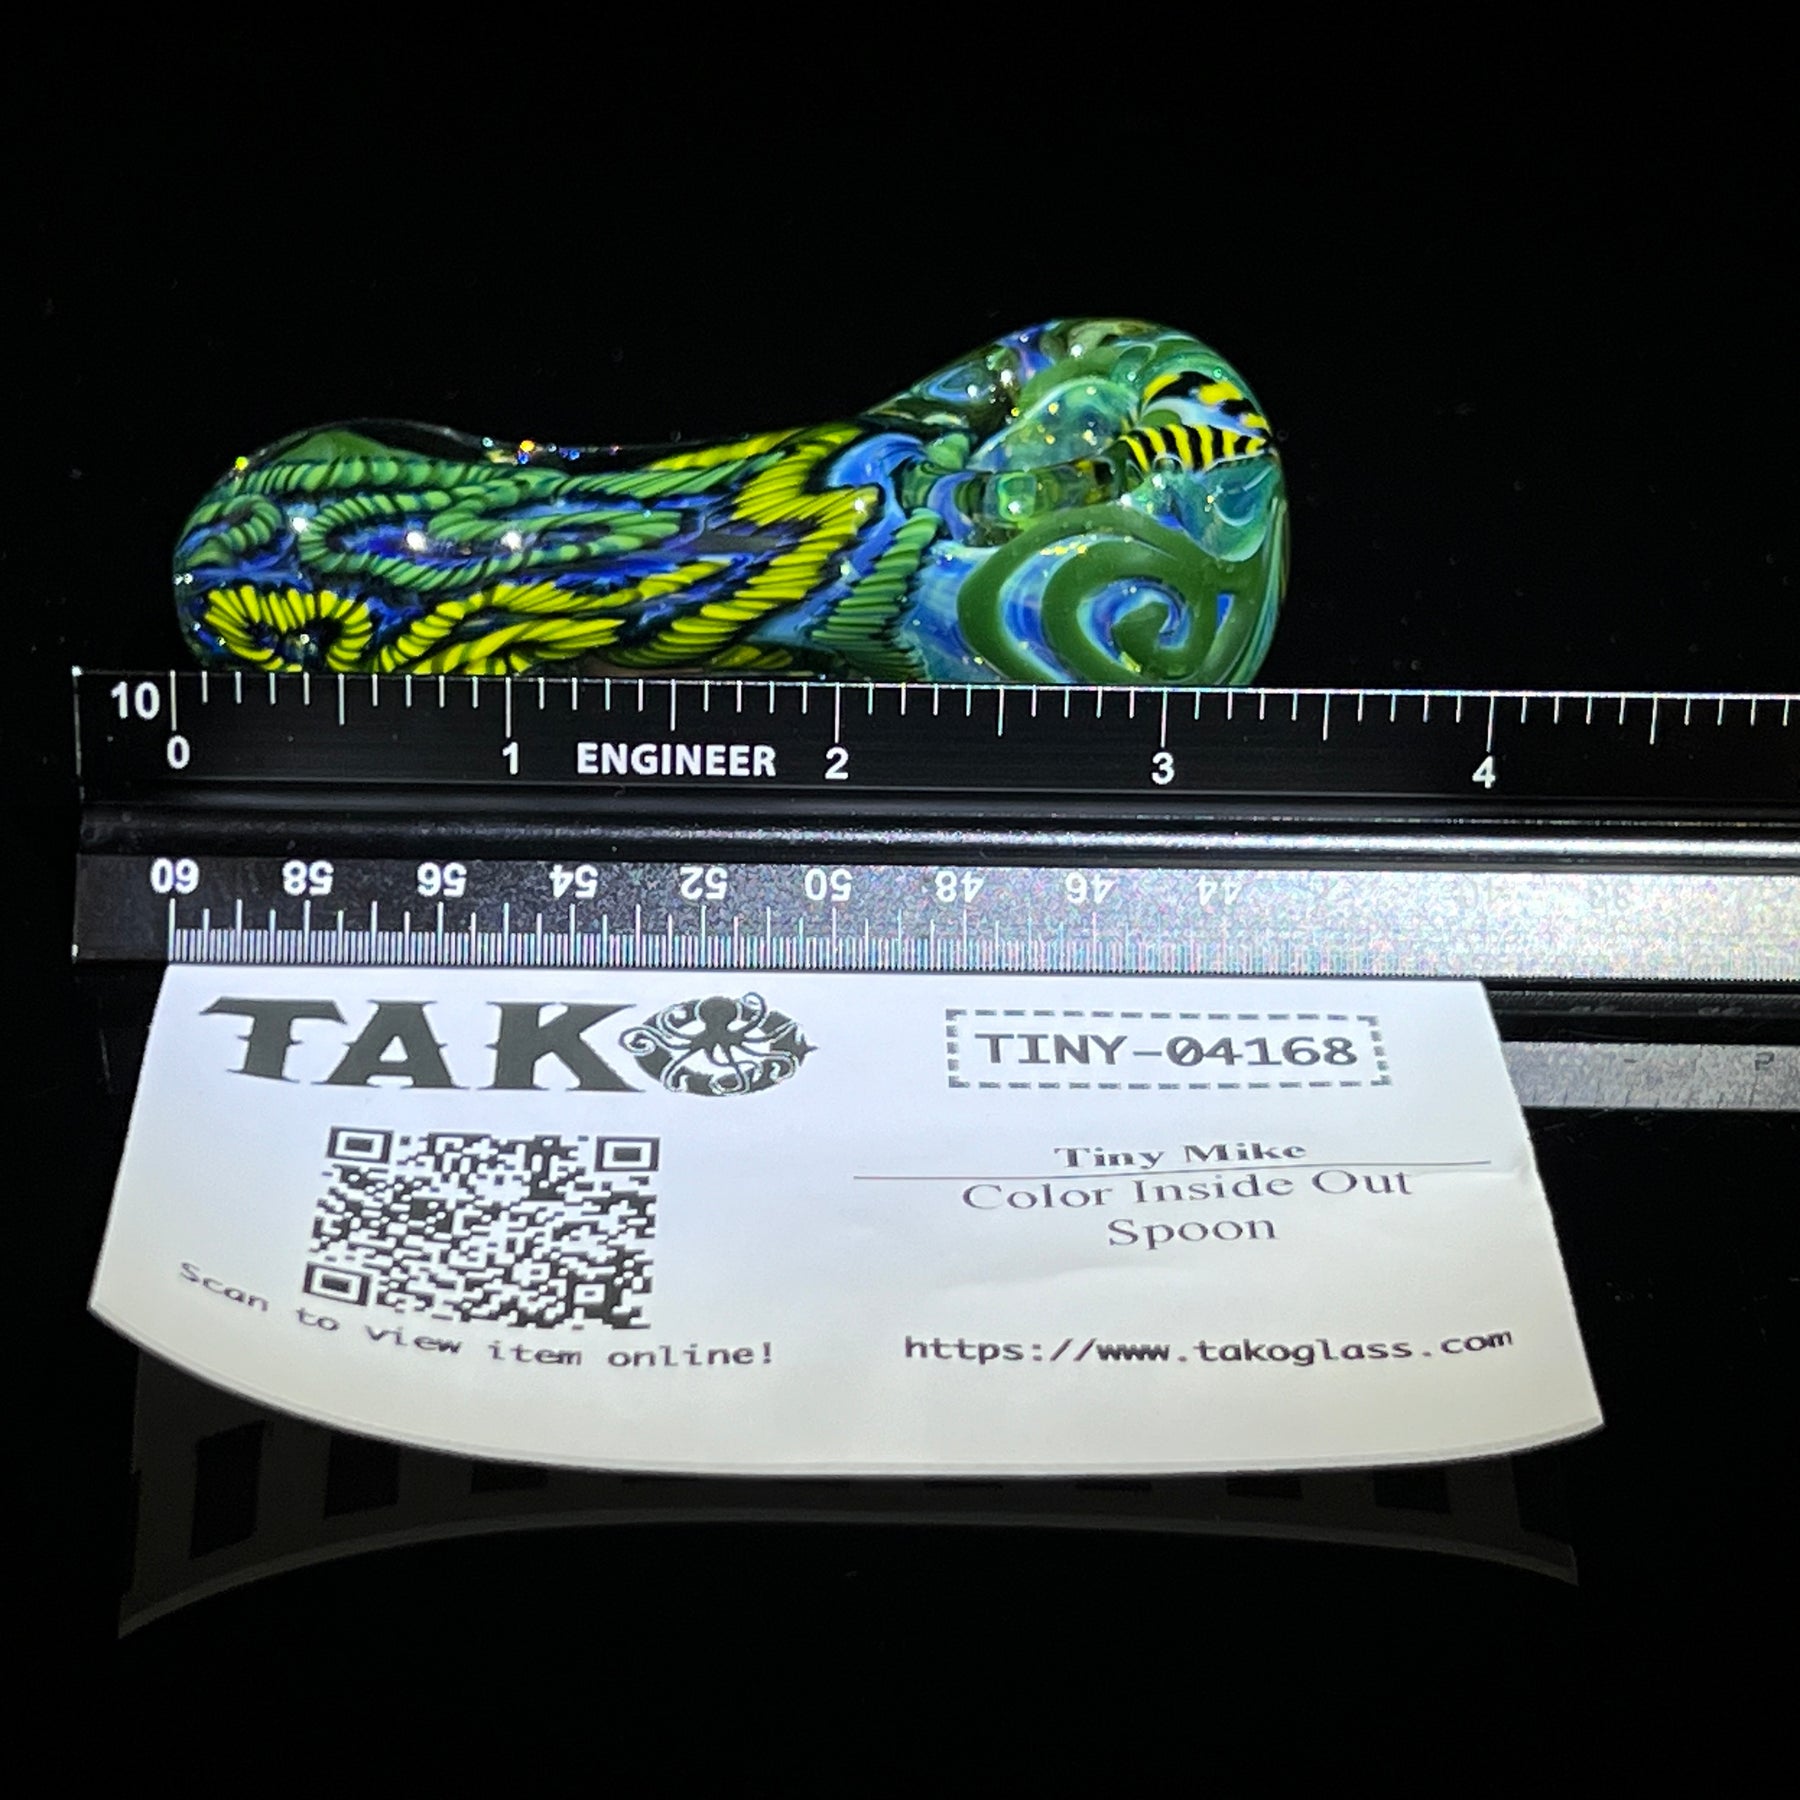 10
0 1 ENGINEER 2 3 4
60 58 56 54 52 50 48 46 44
TAKO
TINY-04168
Tiny Mike
Color Inside Out
Spoon
Scan to view item online!
https://www.takoglass.com